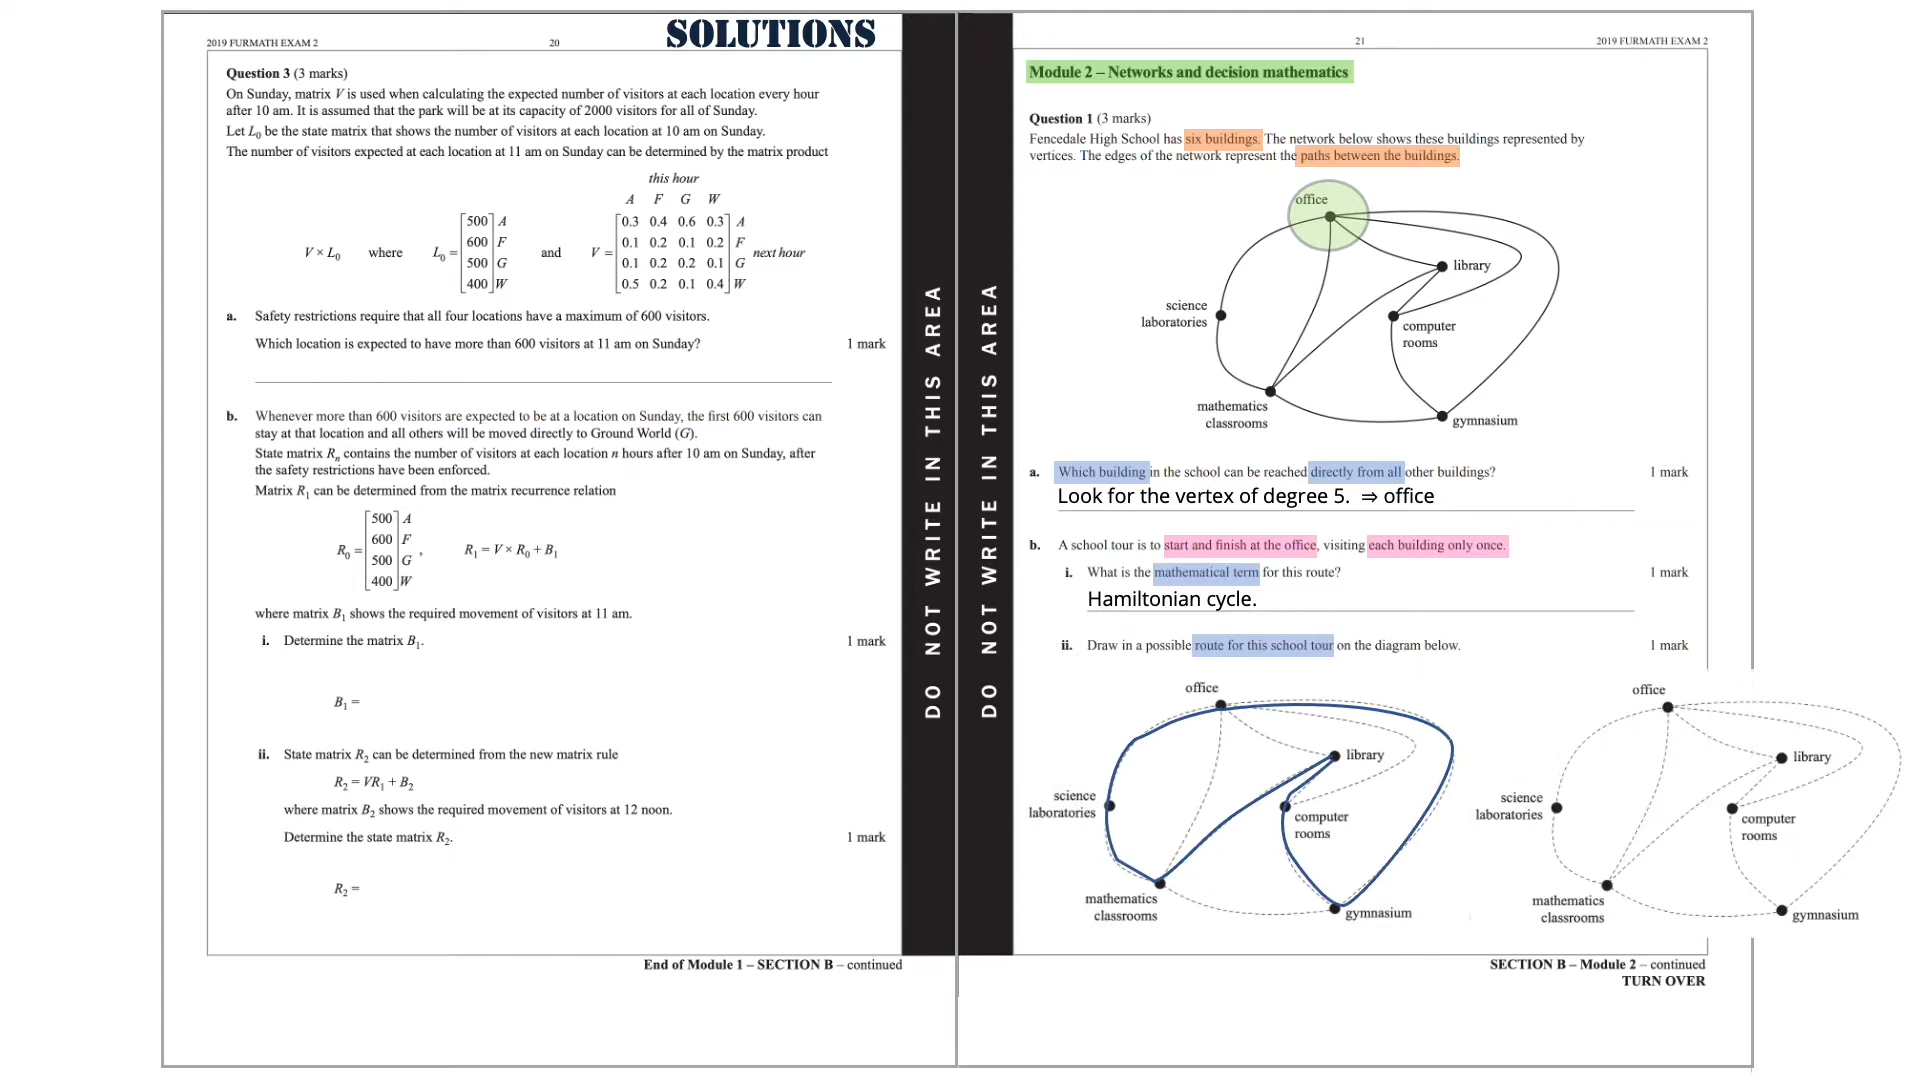 SOLUTIONS
2019 FURMATH EXAM 2
20
Question 3 (3 marks)
On Sunday, matrix V is used when calculating the expected number of visitors at each location every hour
after 10 am. It is assumed that the park will be at its capacity of 2000 visitors for all of Sunday.
Let L₀ be the state matrix that shows the number of visitors at each location at 10 am on Sunday.
The number of visitors expected at each location at 11 am on Sunday can be determined by the matrix product
this hour
A F G W
[500] A [0.3 0.4 0.6 0.3] A
[600] F [0.1 0.2 0.1 0.2] F
V × L₀ where L₀ = and V = next hour
[500] G [0.1 0.2 0.2 0.1] G
[400] W [0.5 0.2 0.1 0.4] W
a. Safety restrictions require that all four locations have a maximum of 600 visitors.
Which location is expected to have more than 600 visitors at 11 am on Sunday? 1 mark
b. Whenever more than 600 visitors are expected to be at a location on Sunday, the first 600 visitors can
stay at that location and all others will be moved directly to Ground World (G).
State matrix Rₙ contains the number of visitors at each location n hours after 10 am on Sunday, after
the safety restrictions have been enforced.
Matrix R₁ can be determined from the matrix recurrence relation
[500] A
[600] F
R₀ = , R₁ = V × R₀ + B₁
[500] G
[400] W
where matrix B₁ shows the required movement of visitors at 11 am.
i. Determine the matrix B₁. 1 mark
B₁ =
ii. State matrix R₂ can be determined from the new matrix rule
R₂ = VR₁ + B₂
where matrix B₂ shows the required movement of visitors at 12 noon.
Determine the state matrix R₂. 1 mark
R₂ =
End of Module 1 – SECTION B – continued
DO NOT WRITE IN THIS AREA
DO NOT WRITE IN THIS AREA
21
2019 FURMATH EXAM 2
Module 2 – Networks and decision mathematics
Question 1 (3 marks)
Fencedale High School has six buildings. The network below shows these buildings represented by
vertices. The edges of the network represent the paths between the buildings.
office
library
science
laboratories
computer
rooms
mathematics
classrooms
gymnasium
a. Which building in the school can be reached directly from all other buildings? 1 mark
Look for the vertex of degree 5. ⇒ office
b. A school tour is to start and finish at the office, visiting each building only once.
i. What is the mathematical term for this route? 1 mark
Hamiltonian cycle.
ii. Draw in a possible route for this school tour on the diagram below. 1 mark
office
library
science
laboratories
computer
rooms
mathematics
classrooms
gymnasium
office
library
science
laboratories
computer
rooms
mathematics
classrooms
gymnasium
SECTION B – Module 2 – continued
TURN OVER